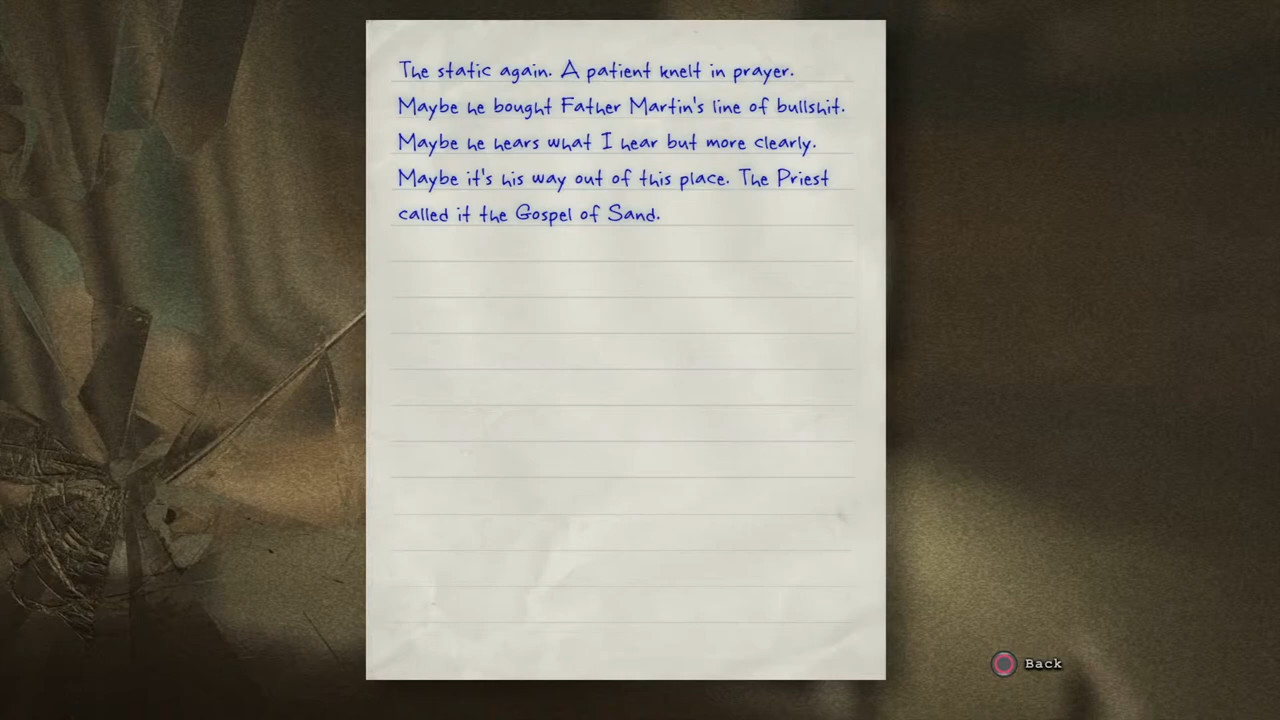 The static again. A patient knelt in prayer.
Maybe he bought Father Martin's line of bullshit.
Maybe he hears what I hear but more clearly.
Maybe it's his way out of this place. The Priest
called it the Gospel of Sand.
Back